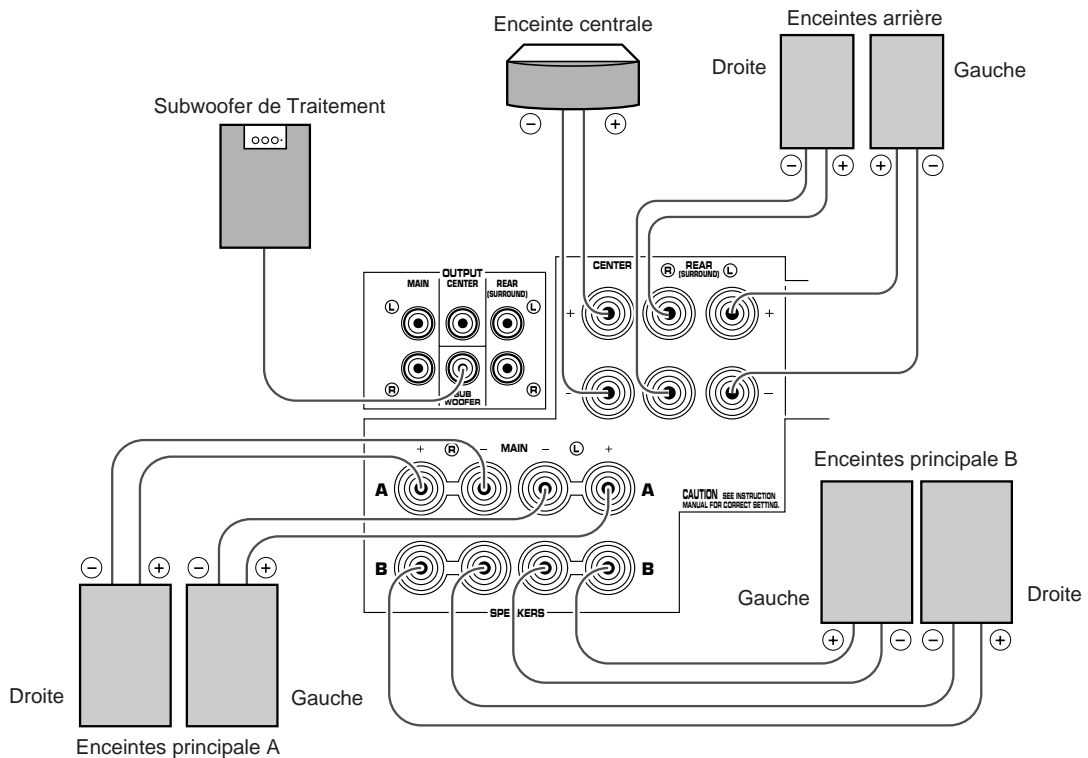 Enceinte centrale
Enceintes arrière
Droite
Gauche
Subwoofer de Traitement
− +
− + + −
OUTPUT
MAIN CENTER REAR
(SURROUND)
L L
R R
SUB
WOOFER
CENTER R REAR L
(SURROUND)
+ +
- –
+ R – MAIN – L +
A A
CAUTION SEE INSTRUCTION
MANUAL FOR CORRECT SETTING.
B B
SPEAKERS
Enceintes principale B
Gauche
Droite
+ − − +
− + − +
Droite
Gauche
Enceintes principale A